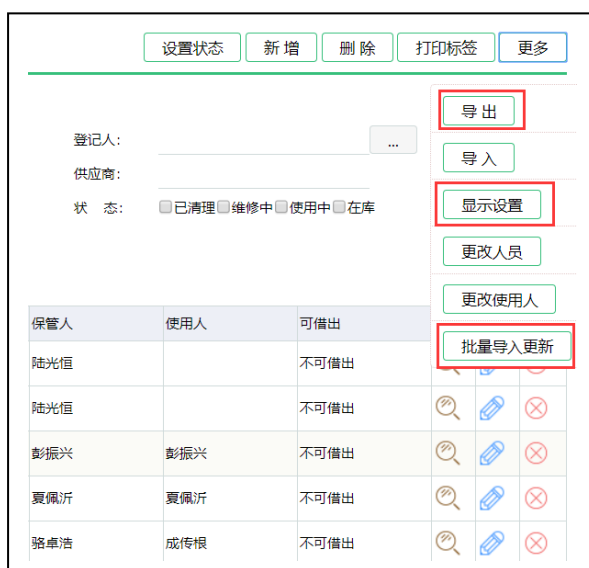 设置状态 新 增 删 除 打印标签 更多
导 出
登记人: ...
导 入
供应商:
状 态: 已清理 维修中 使用中 在库
显示设置
更改人员
更改使用人
保管人 使用人 可借出
批量导入更新
陆光恒 不可借出
陆光恒 不可借出
彭振兴 彭振兴 不可借出
夏佩沂 夏佩沂 不可借出
骆卓浩 成传根 不可借出